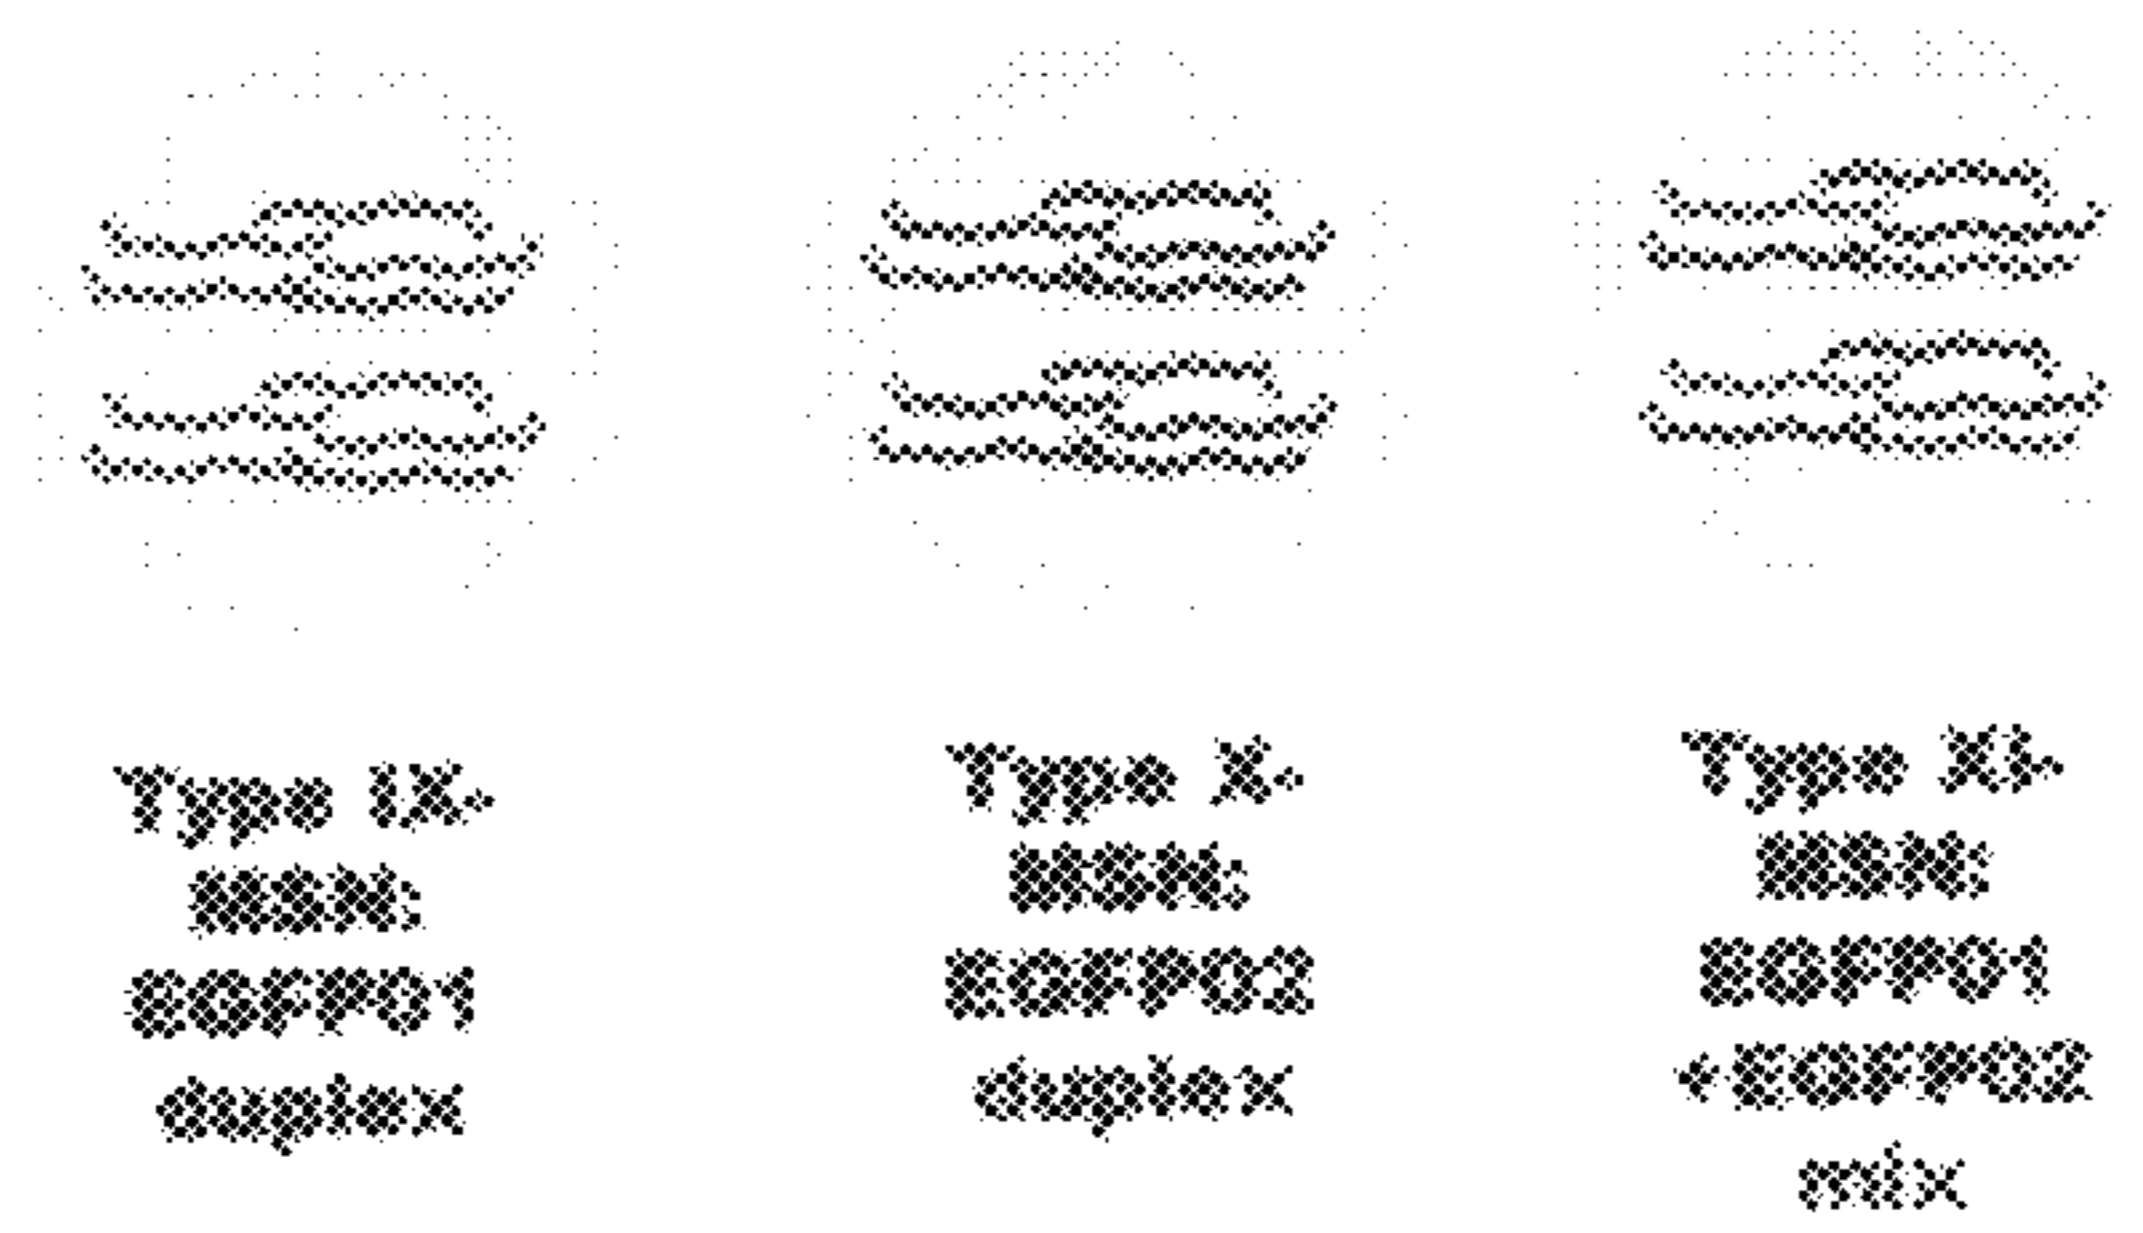 Type IX.
MSN:
EGFP01
duplex
Type X.
MSN:
EGFP02
duplex
Type XI.
MSN:
EGFP01
+ EGFP02
mix